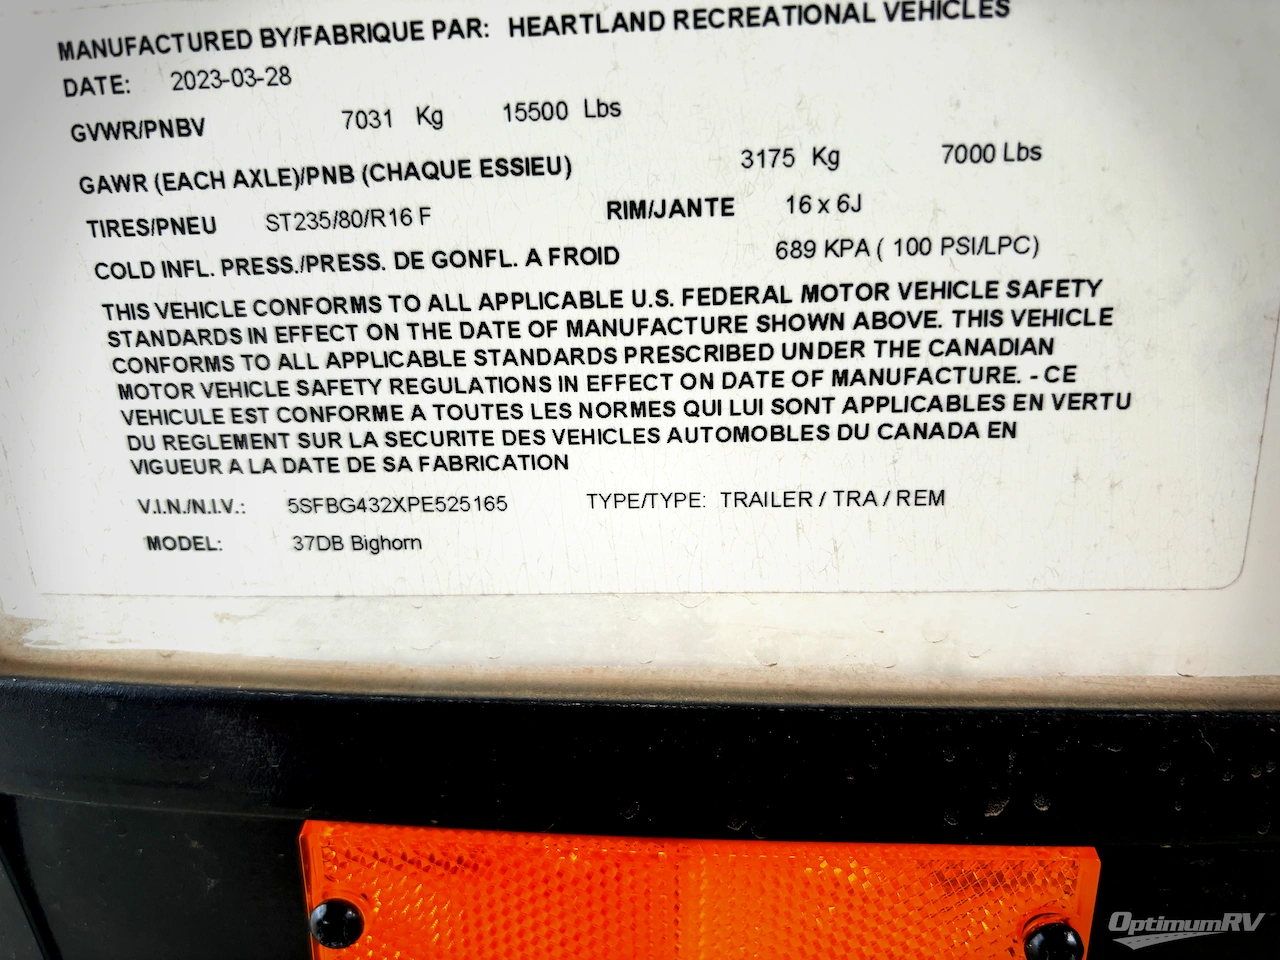 MANUFACTURED BY/FABRIQUE PAR: HEARTLAND RECREATIONAL VEHICLES
DATE: 2023-03-28
GVWR/PNBV 7031 Kg 15500 Lbs
GAWR (EACH AXLE)/PNB (CHAQUE ESSIEU) 3175 Kg 7000 Lbs
TIRES/PNEU ST235/80/R16 F RIM/JANTE 16 x 6J
COLD INFL. PRESS./PRESS. DE GONFL. A FROID 689 KPA ( 100 PSI/LPC)
THIS VEHICLE CONFORMS TO ALL APPLICABLE U.S. FEDERAL MOTOR VEHICLE SAFETY
STANDARDS IN EFFECT ON THE DATE OF MANUFACTURE SHOWN ABOVE. THIS VEHICLE
CONFORMS TO ALL APPLICABLE STANDARDS PRESCRIBED UNDER THE CANADIAN
MOTOR VEHICLE SAFETY REGULATIONS IN EFFECT ON DATE OF MANUFACTURE. - CE
VEHICULE EST CONFORME A TOUTES LES NORMES QUI LUI SONT APPLICABLES EN VERTU
DU REGLEMENT SUR LA SECURITE DES VEHICLES AUTOMOBLES DU CANADA EN
VIGUEUR A LA DATE DE SA FABRICATION
V.I.N./N.I.V.: 5SFBG432XPE525165 TYPE/TYPE: TRAILER / TRA / REM
MODEL: 37DB Bighorn
OPTIMUMRV